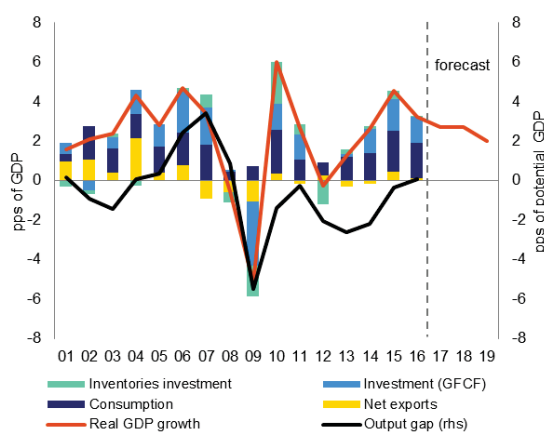 8 8
forecast
6 6
4 4
2 2
0 0
-2 -2
-4 -4
-6 -6
-8 -8
pps of GDP
pps of potential GDP
01 02 03 04 05 06 07 08 09 10 11 12 13 14 15 16 17 18 19
Inventories investment Investment (GFCF)
Consumption Net exports
Real GDP growth Output gap (rhs)